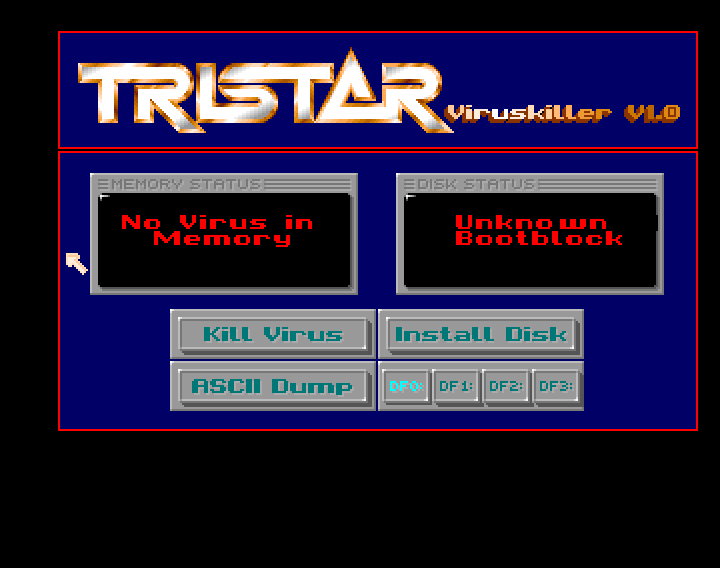 TRISTAR
Viruskiller V1.0
MEMORY STATUS
No Virus in
Memory
DISK STATUS
Unknown
Bootblock
Kill Virus
Install Disk
ASCII Dump
DF0:
DF1:
DF2:
DF3: